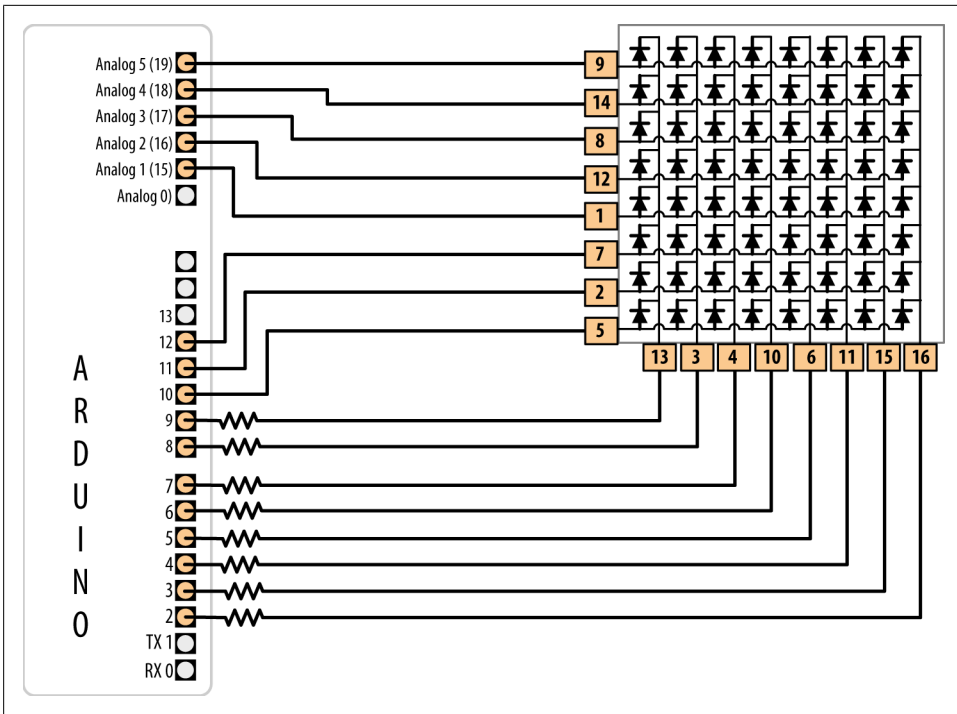 Analog 5 (19)
Analog 4 (18)
Analog 3 (17)
Analog 2 (16)
Analog 1 (15)
Analog 0)
13
12
11
10
9
8
7
6
5
4
3
2
TX 1
RX 0
ARDUINO
9
14
8
12
1
7
2
5
13 3 4 10 6 11 15 16